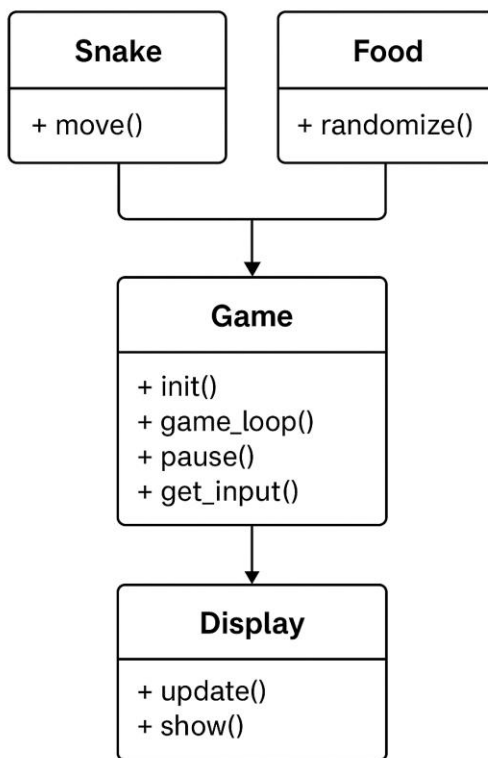 Snake
+ move()
Food
+ randomize()
Game
+ init()
+ game_loop()
+ pause()
+ get_input()
Display
+ update()
+ show()